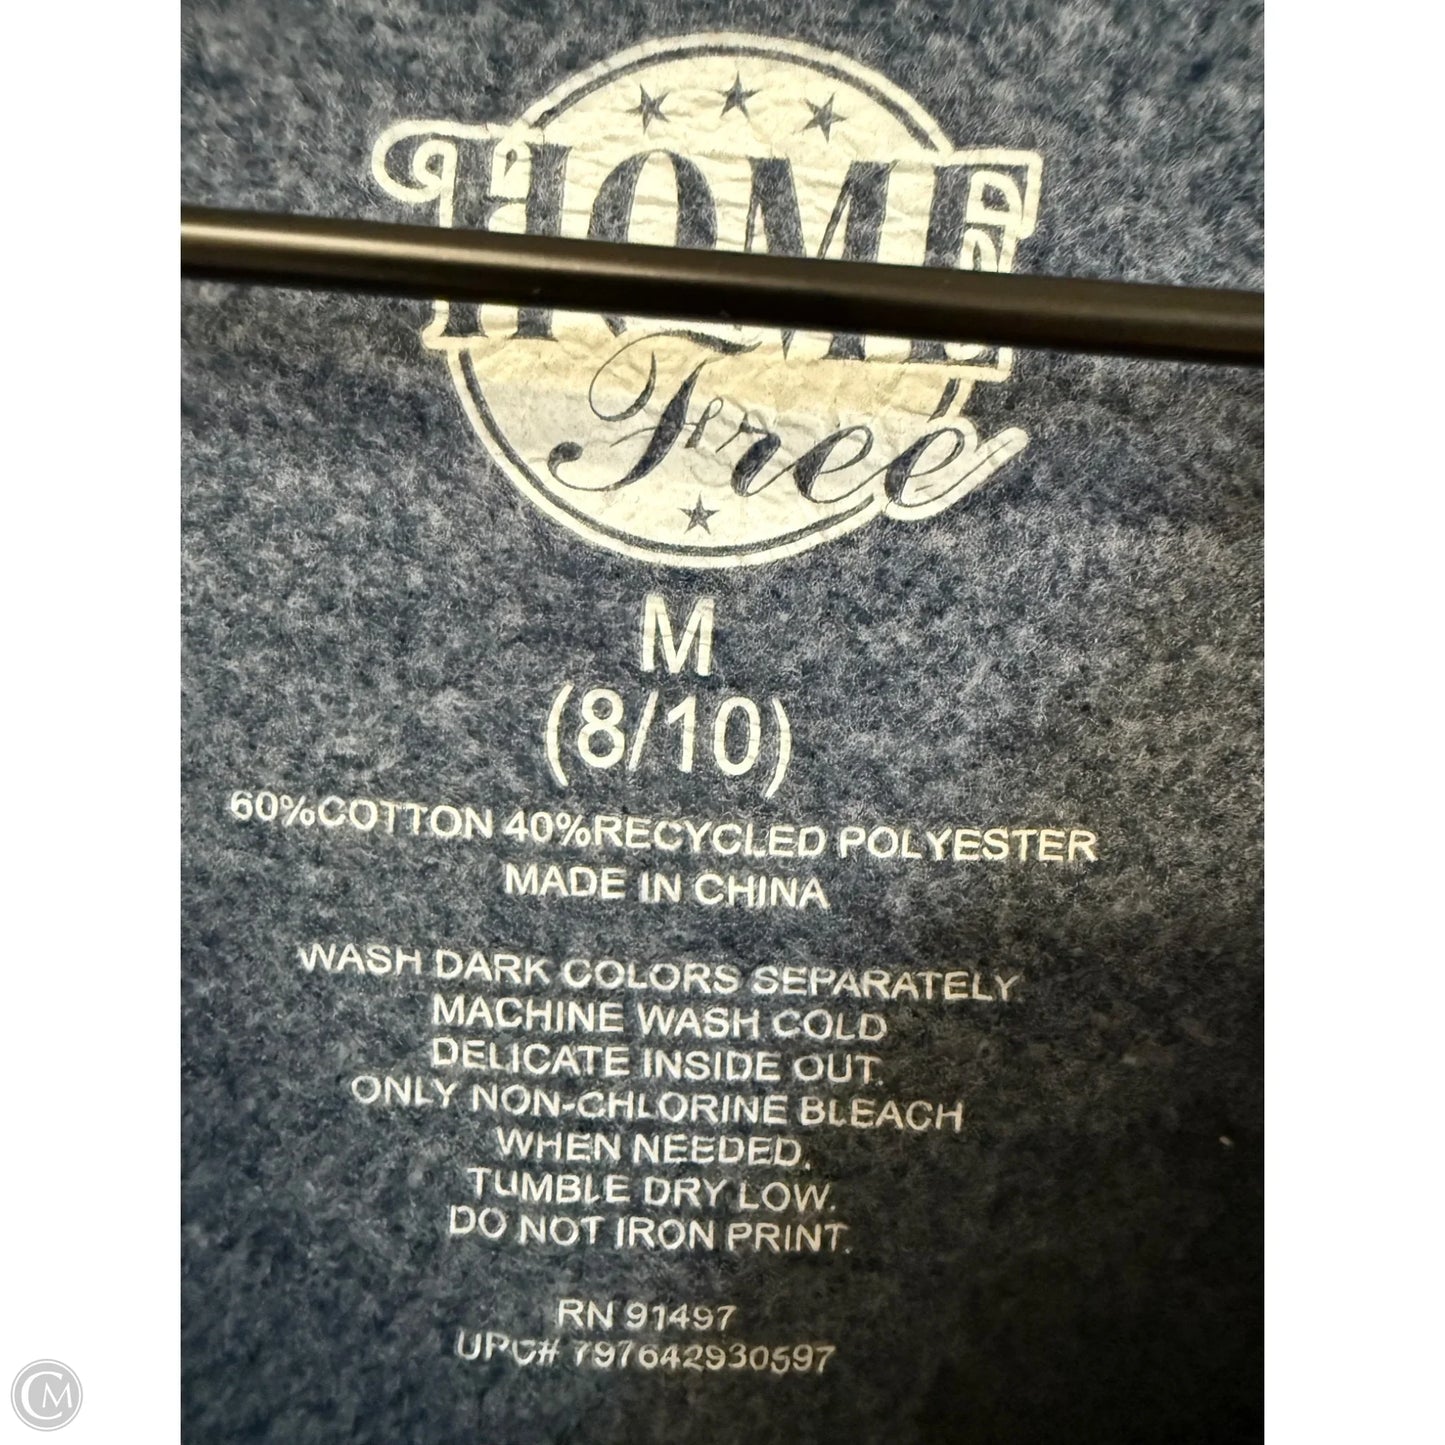 HOME
Free
M
(8/10)
60%COTTON 40%RECYCLED POLYESTER
MADE IN CHINA
WASH DARK COLORS SEPARATELY
MACHINE WASH COLD
DELICATE INSIDE OUT.
ONLY NON-CHLORINE BLEACH
WHEN NEEDED.
TUMBLE DRY LOW.
DO NOT IRON PRINT.
RN 91497
UPC# 797642930597
CM